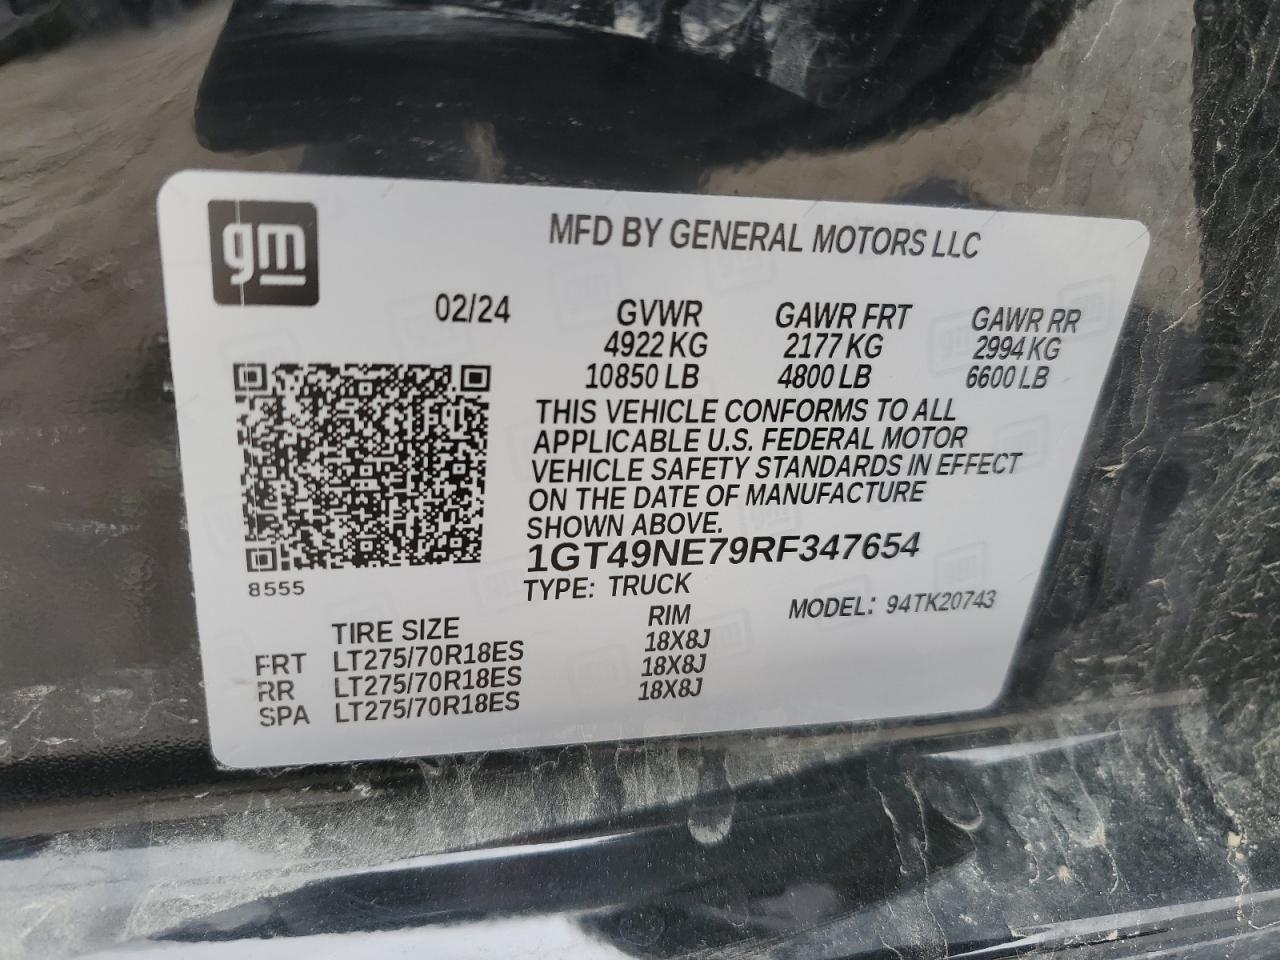 gm
MFD BY GENERAL MOTORS LLC
02/24 GVWR GAWR FRT GAWR RR
4922 KG 2177 KG 2994 KG
10850 LB 4800 LB 6600 LB
THIS VEHICLE CONFORMS TO ALL
APPLICABLE U.S. FEDERAL MOTOR
VEHICLE SAFETY STANDARDS IN EFFECT
ON THE DATE OF MANUFACTURE
SHOWN ABOVE.
1GT49NE79RF347654
8555
TYPE: TRUCK
MODEL: 94TK20743
TIRE SIZE RIM
FRT LT275/70R18ES 18X8J
RR LT275/70R18ES 18X8J
SPA LT275/70R18ES 18X8J